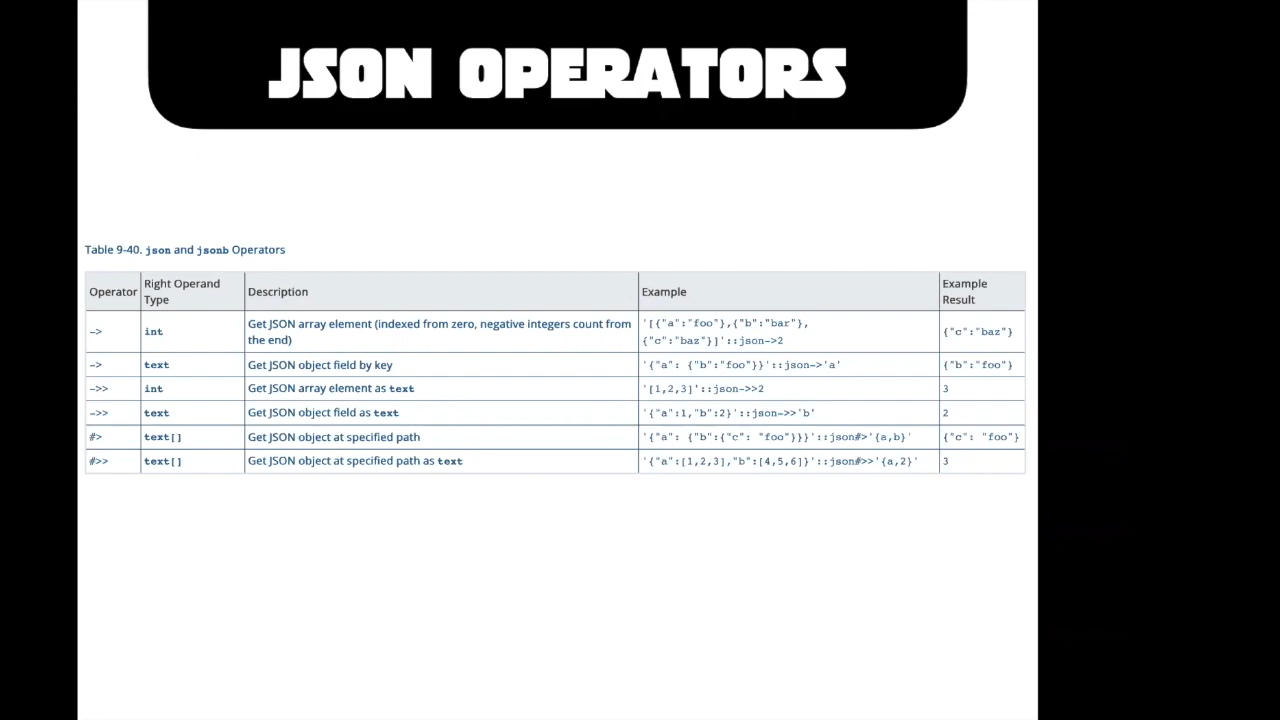 JSON OPERATORS
Table 9-40. json and jsonb Operators
Operator
Right Operand
Type
Description
Example
Example
Result
->
int
Get JSON array element (indexed from zero, negative integers count from
the end)
'[{"a":"foo"},{"b":"bar"},
{"c":"baz"}]'::json->2
{"c":"baz"}
->
text
Get JSON object field by key
'{"a": {"b":"foo"}}'::json->'a'
{"b":"foo"}
->>
int
Get JSON array element as text
'[1,2,3]'::json->>2
3
->>
text
Get JSON object field as text
'{"a":1,"b":2}'::json->>'b'
2
#>
text[]
Get JSON object at specified path
'{"a": {"b":{"c": "foo"}}}'::json#>'{a,b}'
{"c": "foo"}
#>>
text[]
Get JSON object at specified path as text
'{"a":[1,2,3],"b":[4,5,6]}'::json#>>'{a,2}'
3